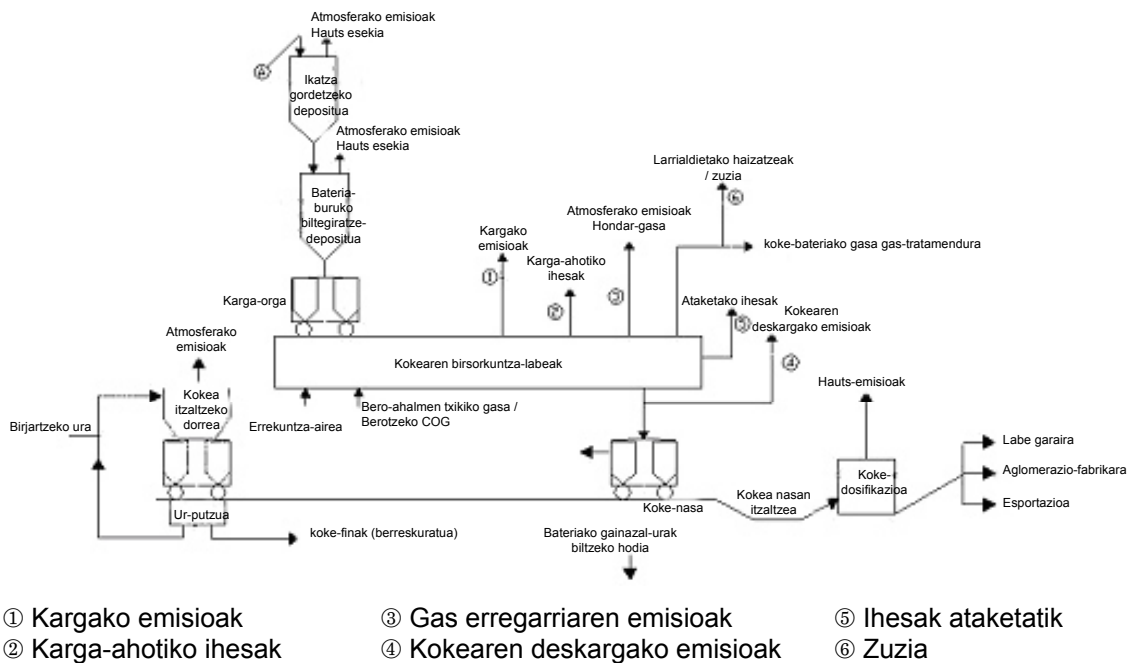 Atmosferako emisioak
Hauts esekia
Ikatza
gordetzeko
depositua
Atmosferako emisioak
Hauts esekia
Bateria-
buruko
biltegiratze-
depositua
Larrialdietako haizatzeak
/ zuzia
⑥
Atmosferako emisioak
Hondar-gasa
koke-bateriako gasa gas-tratamendura
Kargako
emisioak
①
Karga-ahotiko
ihesak
②
③
Karga-orga
Ataketako ihesak
⑤
Kokearen
deskargako emisioak
④
Atmosferako
emisioak
Kokearen birsorkuntza-labeak
Hauts-emisioak
Kokea
itzaltzeko
dorrea
Birjartzeko ura
Errekuntza-airea
Bero-ahalmen txikiko gasa /
Berotzeko COG
Labe garaira
Koke-
dosifikazioa
Aglomerazio-fabrikara
Esportazioa
Ur-putzua
Koke-nasa
Kokea nasan
itzaltzea
koke-finak (berreskuratua)
Bateriako gainazal-urak
biltzeko hodia
① Kargako emisioak
③ Gas erregarriaren emisioak
⑤ Ihesak ataketatik
② Karga-ahotiko ihesak
④ Kokearen deskargako emisioak
⑥ Zuzia